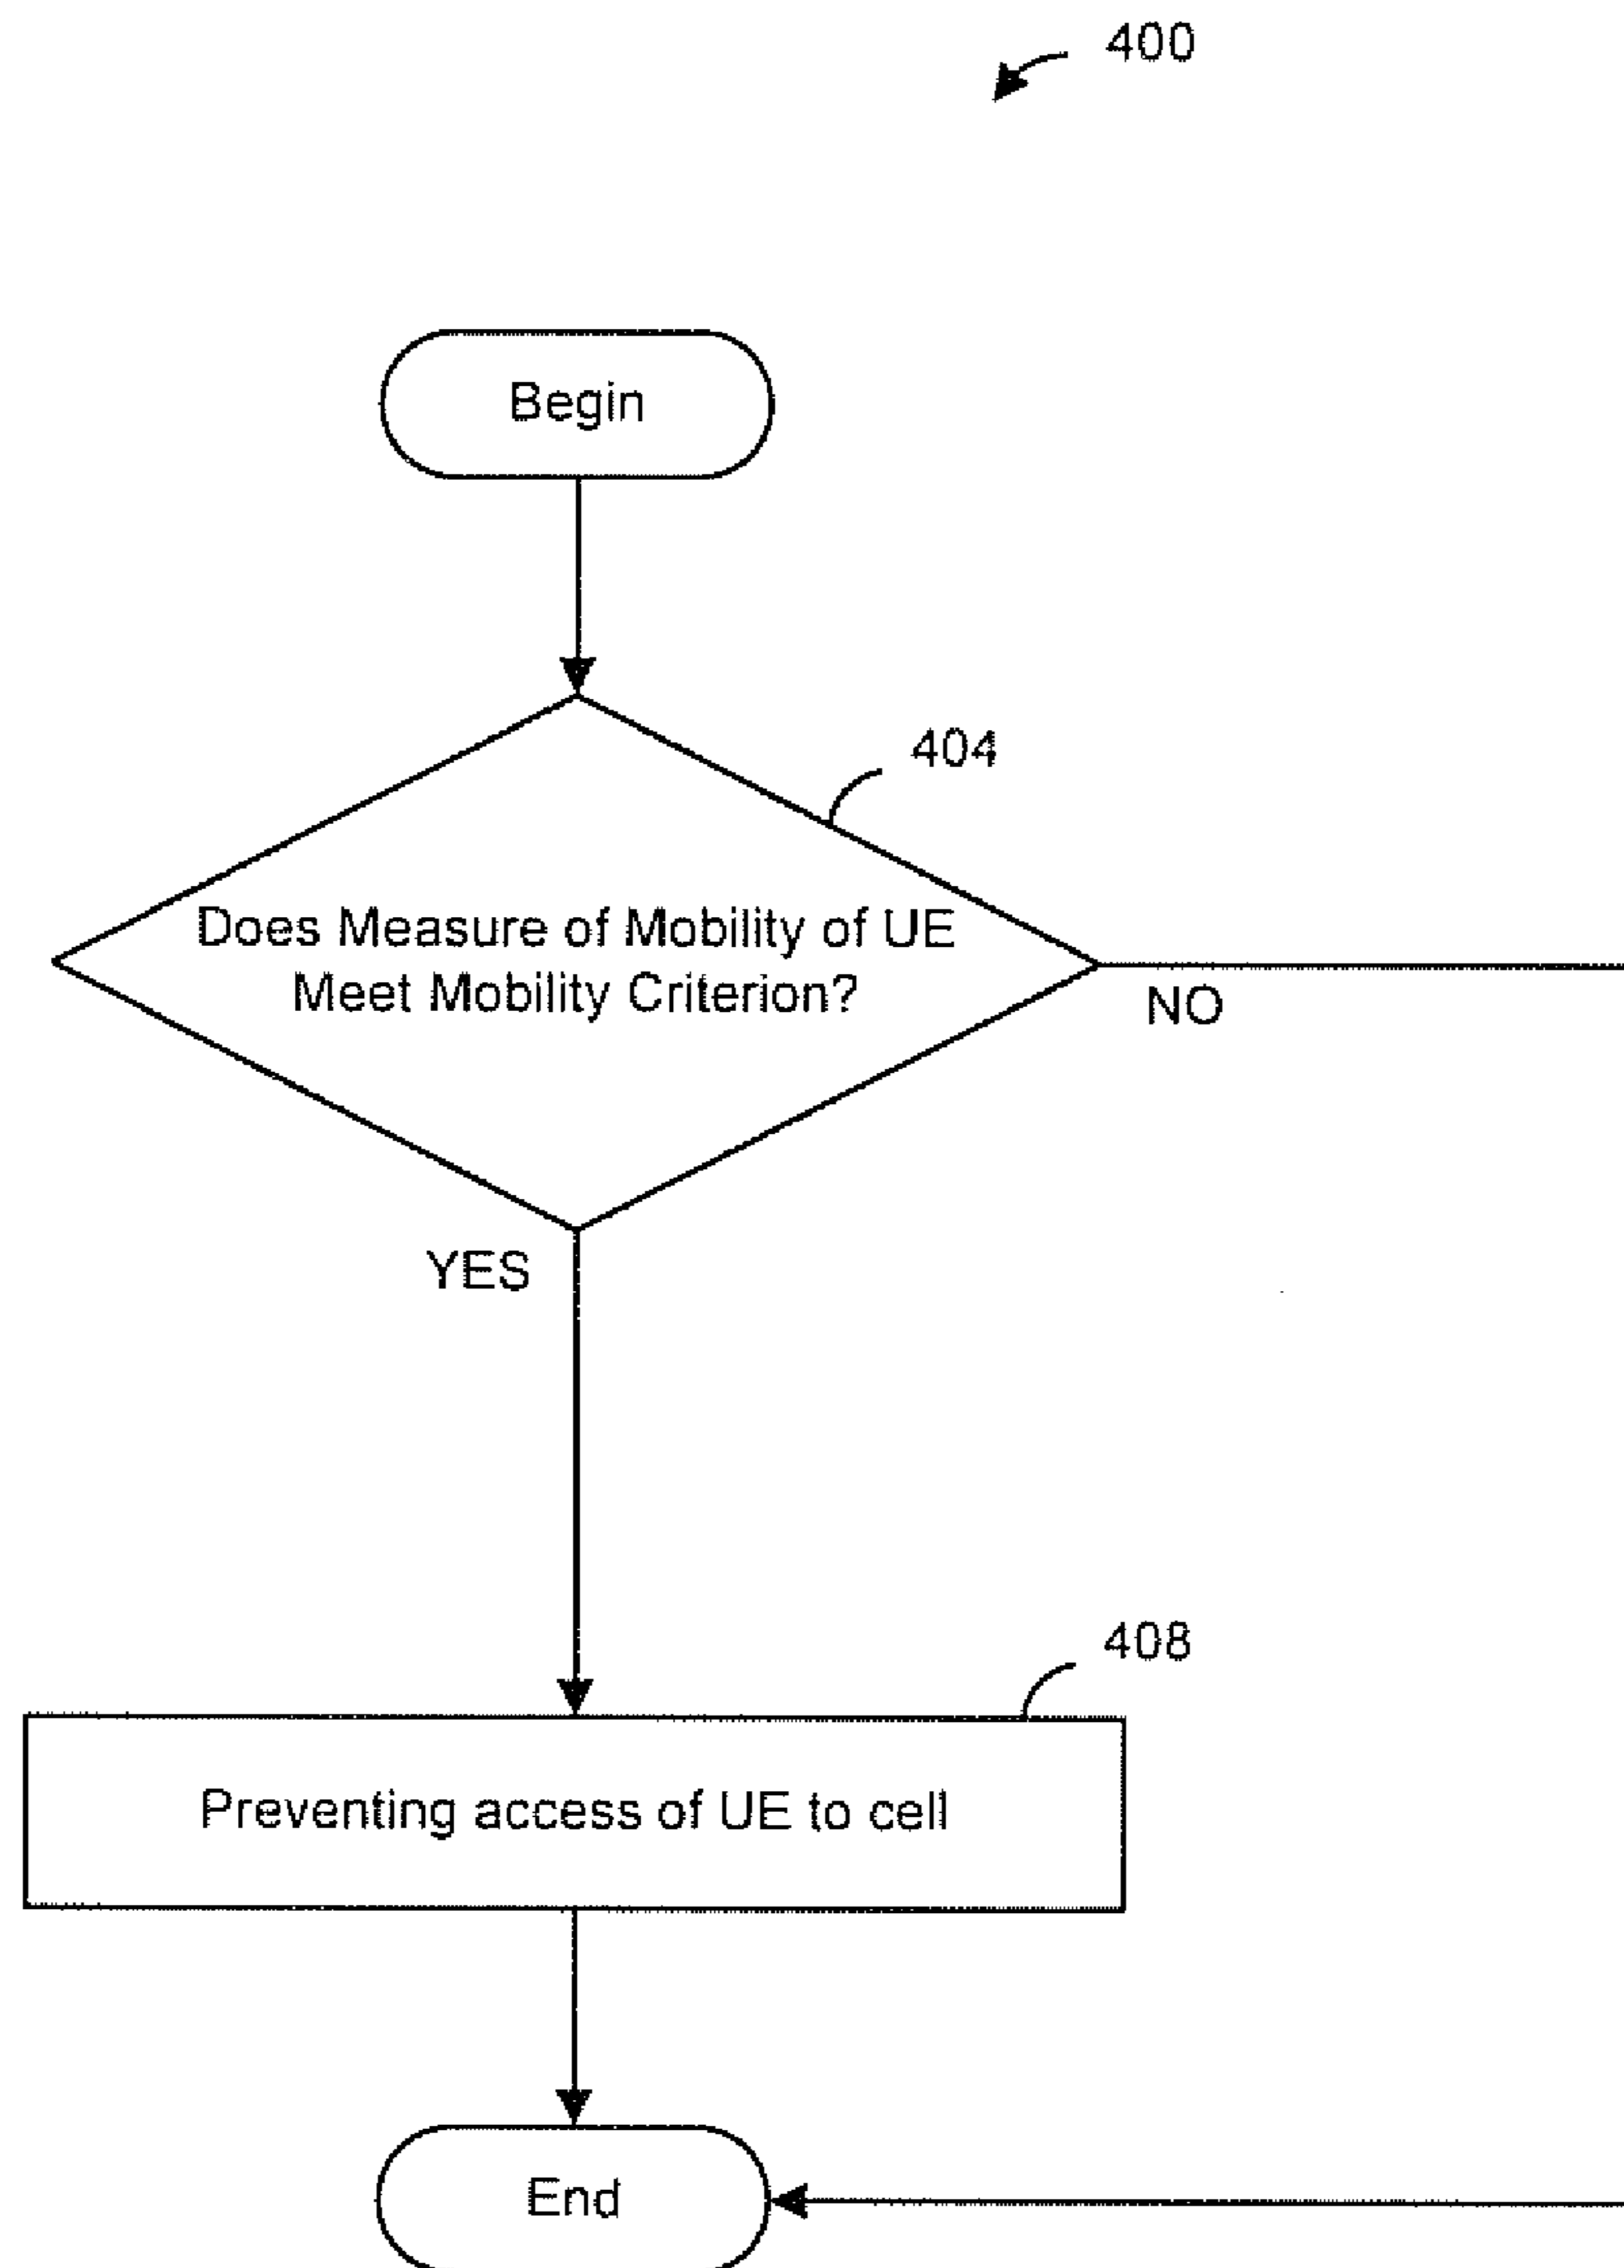 400
Begin
404
Does Measure of Mobility of UE
Meet Mobility Criterion?
NO
YES
408
Preventing access of UE to cell
End